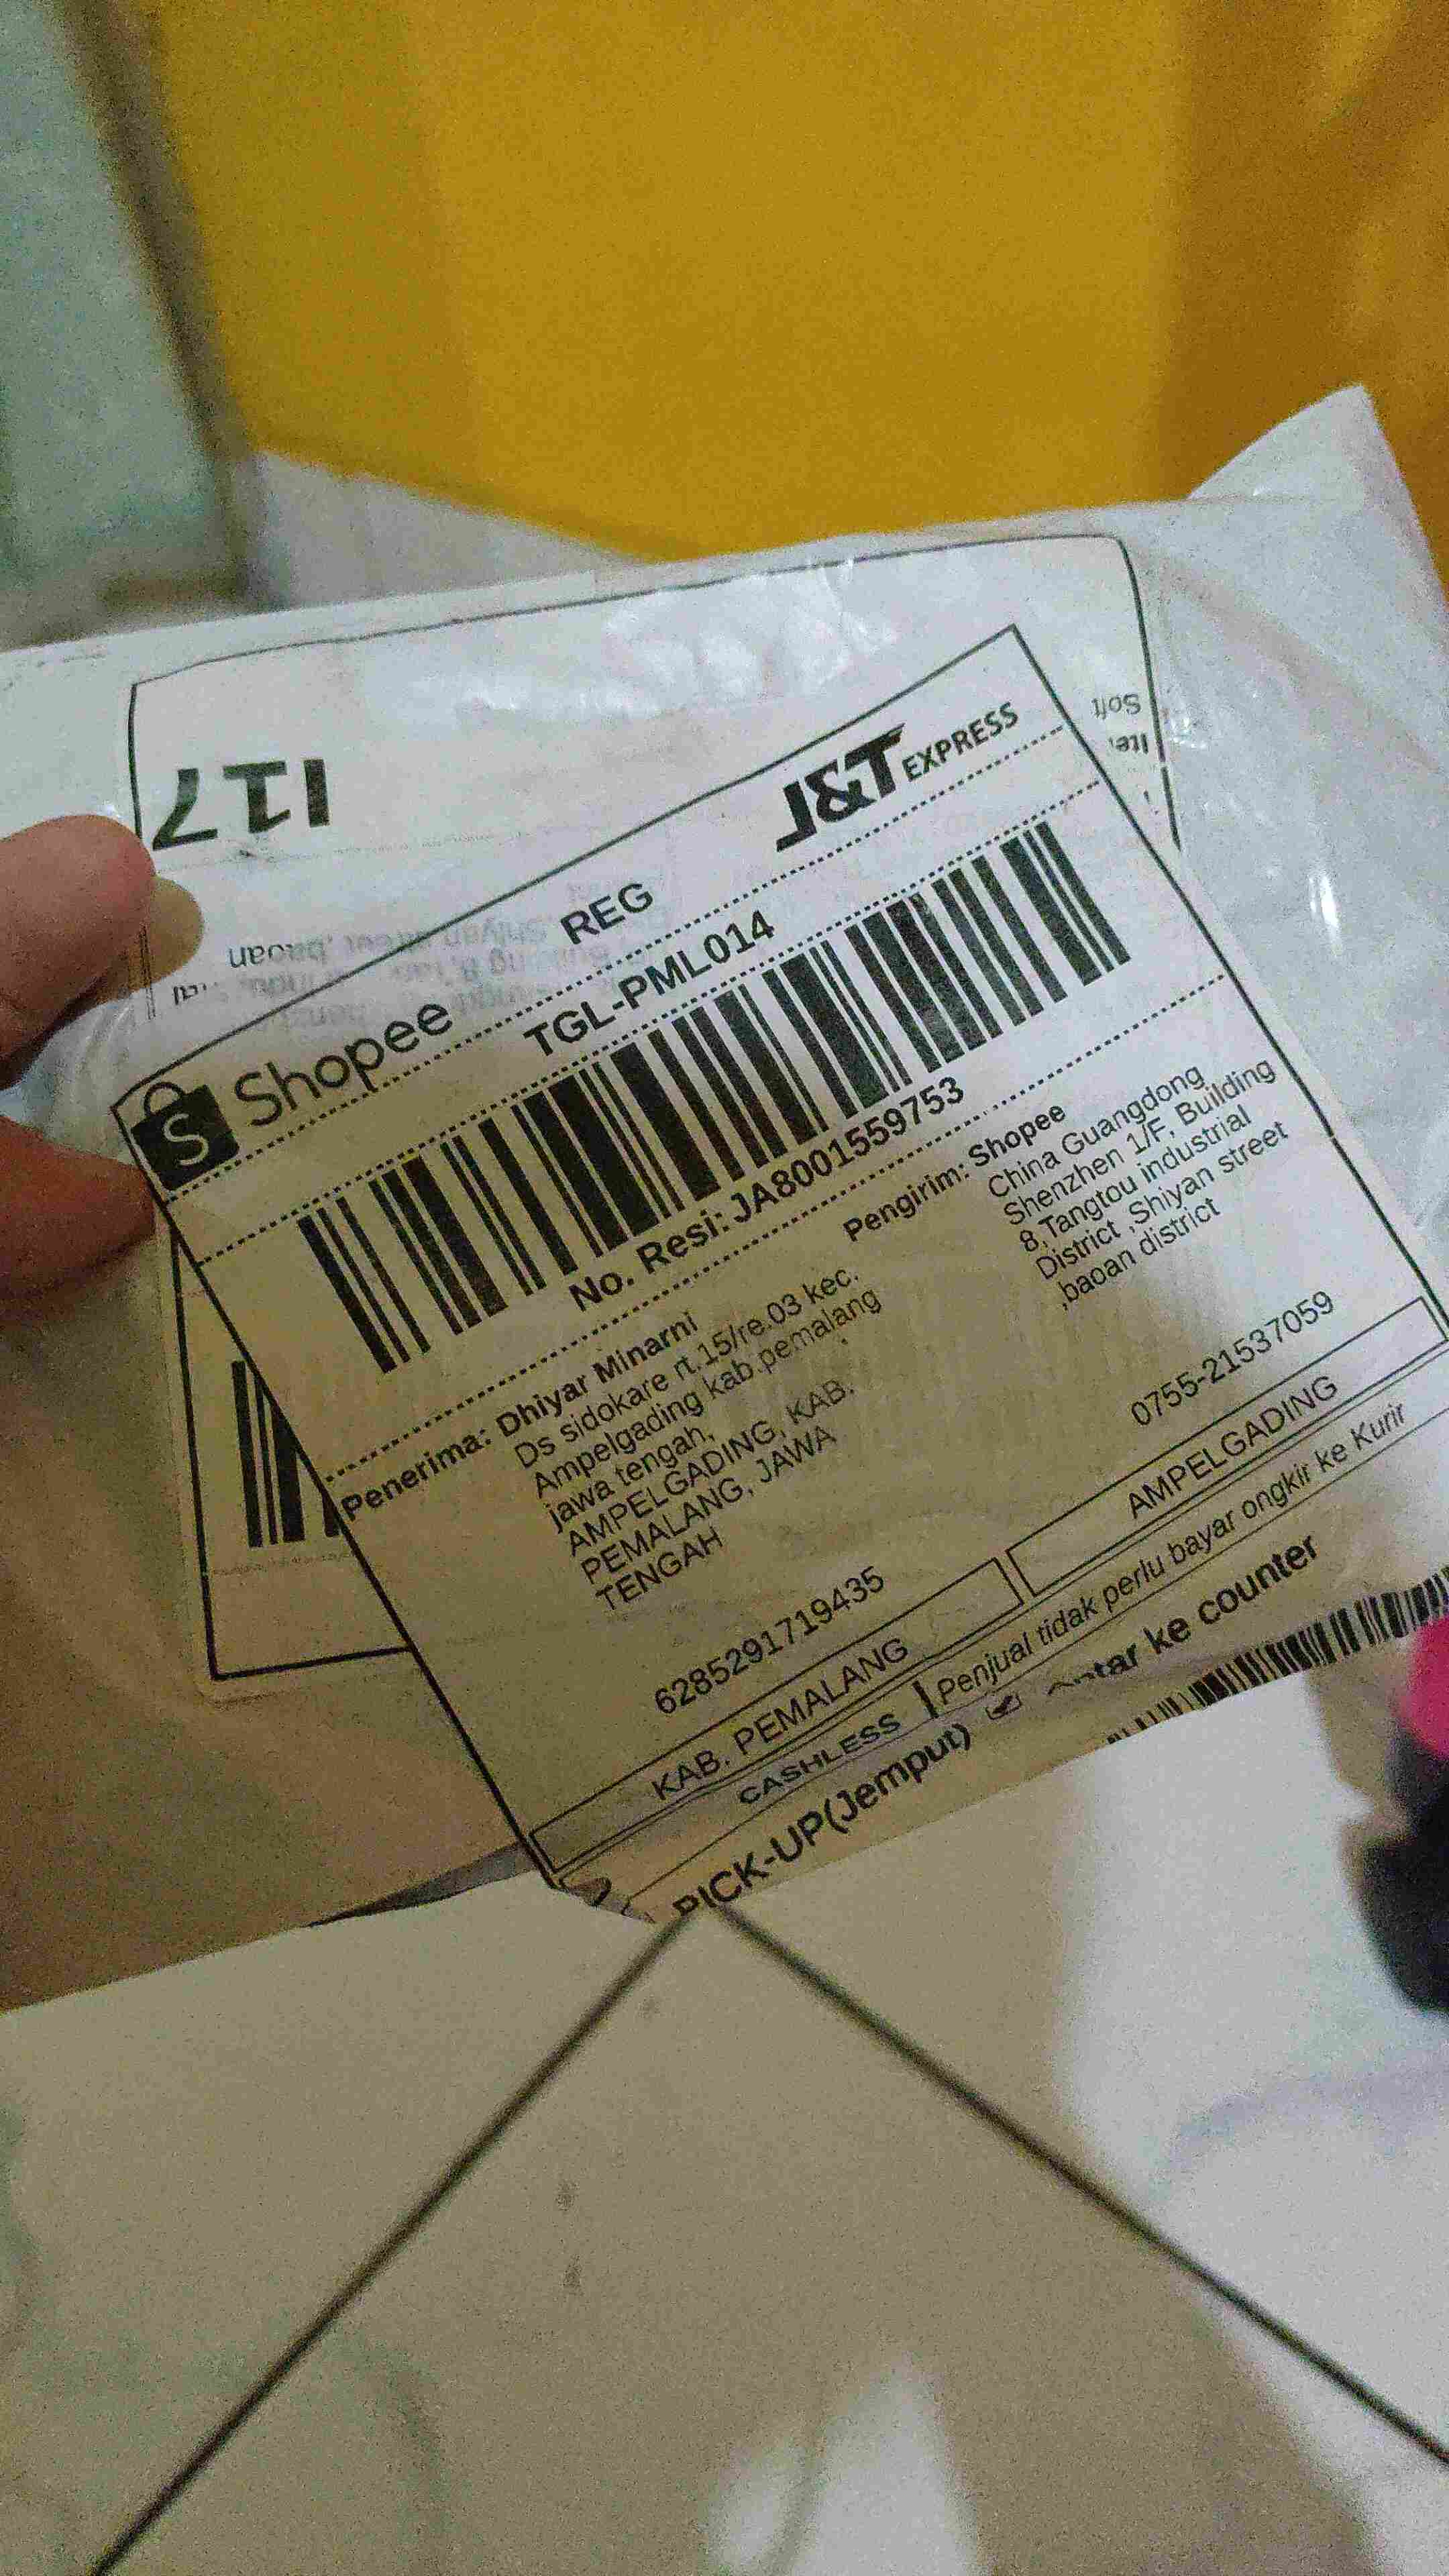 117
Soft
Shopee
REG
J&T EXPRESS
TGL-PML014
No. Resi: JA8001559753
Penerima: Dhiyar Minarni
Ds sidokare rt.15/re.03 kec.
Ampelgading kab.pemalang
jawa tengah,
AMPELGADING, KAB.
PEMALANG, JAWA
TENGAH
6285291719435
Pengirim: Shopee
China Guangdong
Shenzhen 1/F, Building
8,Tangtou industrial
District ,Shiyan street
,baoan district
0755-21537059
KAB. PEMALANG
AMPELGADING
CASHLESS
Penjual tidak perlu bayar ongkir ke Kurir
PICK-UP(Jemput)
ke counter